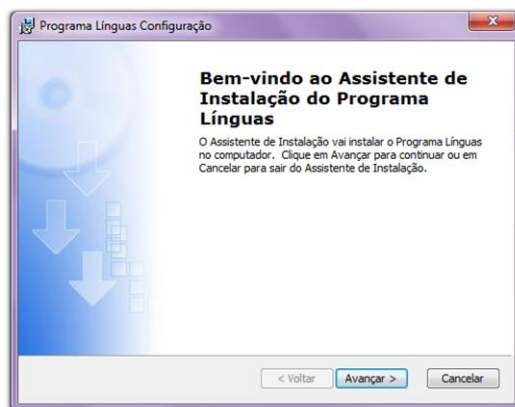 Programa Línguas Configuração
Bem-vindo ao Assistente de
Instalação do Programa
Línguas
O Assistente de Instalação vai instalar o Programa Línguas
no computador. Clique em Avançar para continuar ou em
Cancelar para sair do Assistente de Instalação.
< Voltar Avançar > Cancelar